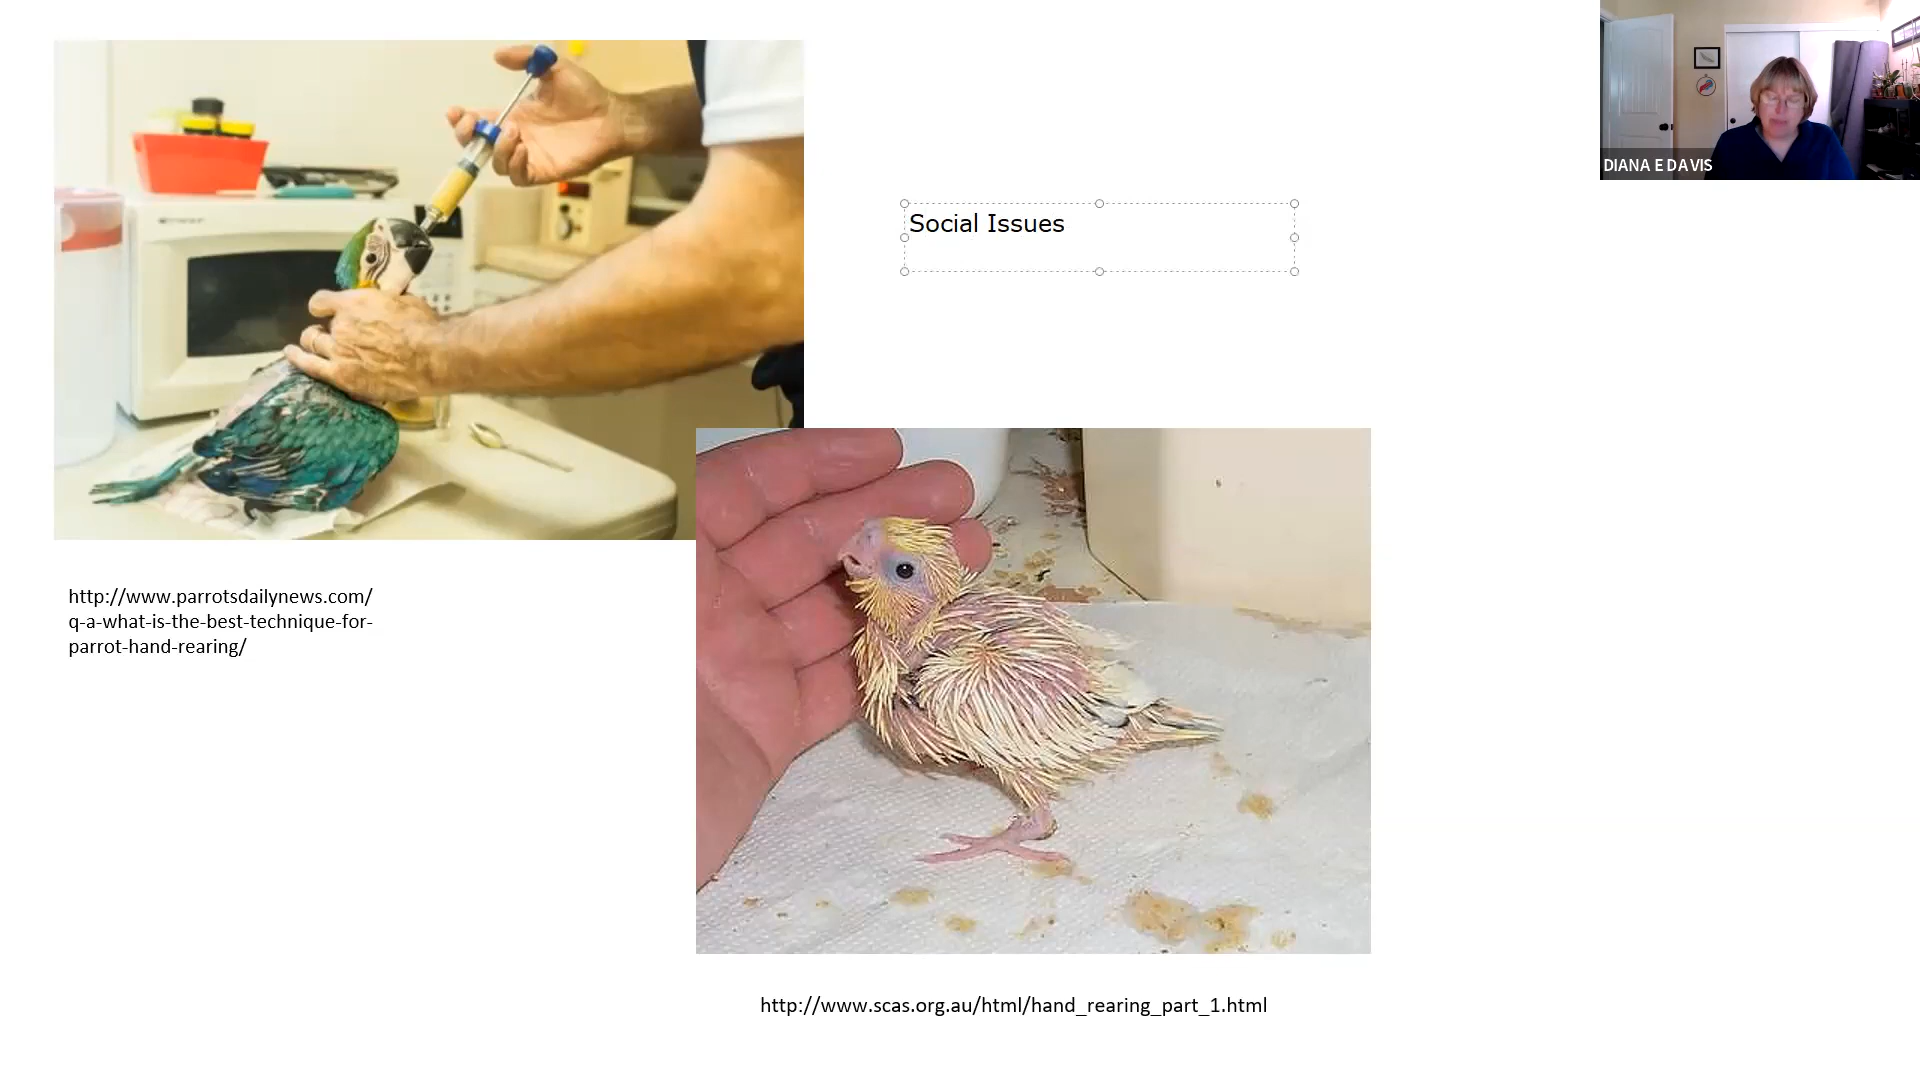 DIANA E DAVIS
Social Issues
http://www.parrotsdailynews.com/
q-a-what-is-the-best-technique-for-
parrot-hand-rearing/
http://www.scas.org.au/html/hand_rearing_part_1.html